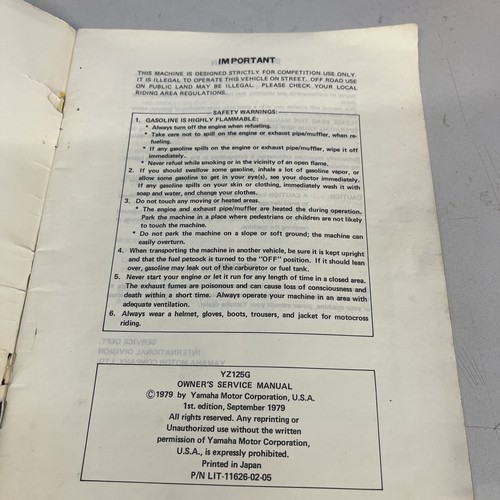 IMPORTANT
THIS MACHINE IS DESIGNED STRICTLY FOR COMPETITION USE ONLY.
IT IS ILLEGAL TO OPERATE THIS VEHICLE ON STREET. OFF ROAD USE
ON PUBLIC LAND MAY BE ILLEGAL. PLEASE CHECK YOUR LOCAL
RIDING AREA REGULATIONS.
SAFETY WARNINGS:
1. GASOLINE IS HIGHLY FLAMMABLE:
* Always turn off the engine when refueling.
* Take care not to spill on the engine or exhaust pipe/muffler, when re-
fueling.
* If any gasoline spills on the engine or exhaust pipe/muffler, wipe it off
immediately.
* Never refuel while smoking or in the vicinity of an open flame.
2. If you should swallow some gasoline, inhale a lot of gasoline vapor, or
allow some gasoline to get in your eye(s), see your doctor immediately.
If any gasoline spills on your skin or clothing, immediately wash it with
soap and water, and change your clothes.
3. Do not touch any moving or heated areas.
* The engine and exhaust pipe/muffler are heated the during operation.
Park the machine in a place where pedestrians or children are not likely
to touch the machine.
* Do not park the machine on a slope or soft ground; the machine can
easily overturn.
4. When transporting the machine in another vehicle, be sure it is kept upright
and that the fuel petcock is turned to the "OFF" position. If it should lean
over, gasoline may leak out of the carburetor or fuel tank.
5. Never start your engine or let it run for any length of time in a closed area.
The exhaust fumes are poisonous and can cause loss of consciousness and
death within a short time. Always operate your machine in an area with
adequate ventilation.
6. Always wear a helmet, gloves, boots, trousers, and jacket for motocross
riding.
YZ125G
OWNER'S SERVICE MANUAL
©1979 by Yamaha Motor Corporation, U.S.A.
1st. edition, September 1979
All rights reserved. Any reprinting or
Unauthorized use without the written
permission of Yamaha Motor Corporation,
U.S.A., is expressly prohibited.
Printed in Japan
P/N LIT-11626-02-05